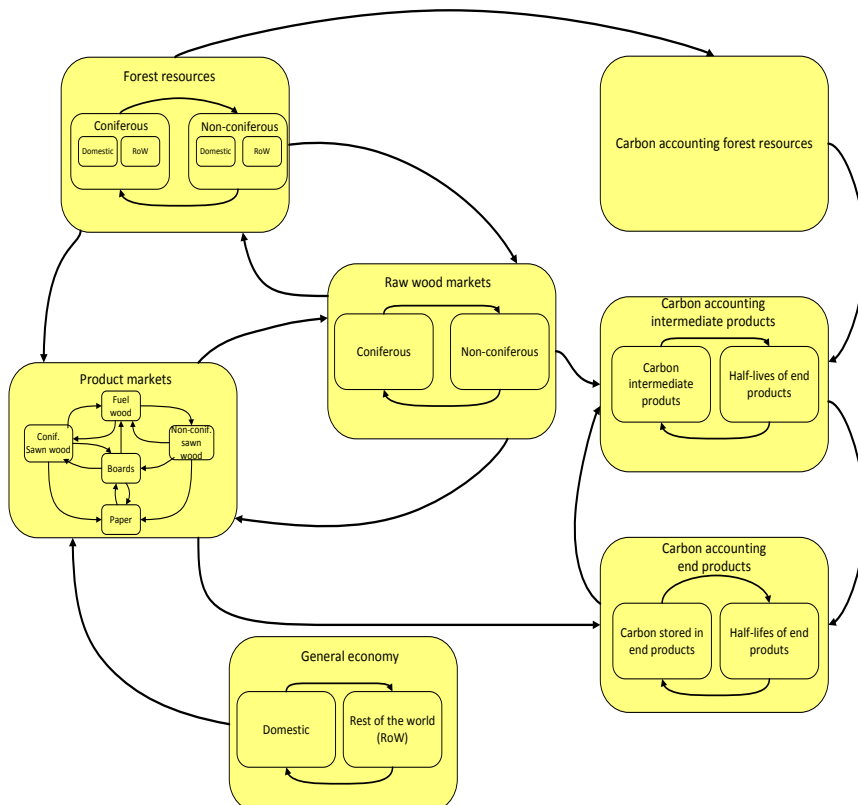 Forest resources
Coniferous
Non-coniferous
Domestic
RoW
Domestic
RoW
Carbon accounting forest resources
Raw wood markets
Coniferous
Non-coniferous
Carbon accounting
intermediate products
Carbon
intermediate
produts
Half-lives of end
products
Product markets
Fuel
wood
Conif.
Sawn wood
Non-conif.
sawn
wood
Boards
Paper
Carbon accounting
end products
Carbon stored in
end products
Half-lifes of end
produts
General economy
Domestic
Rest of the world
(RoW)